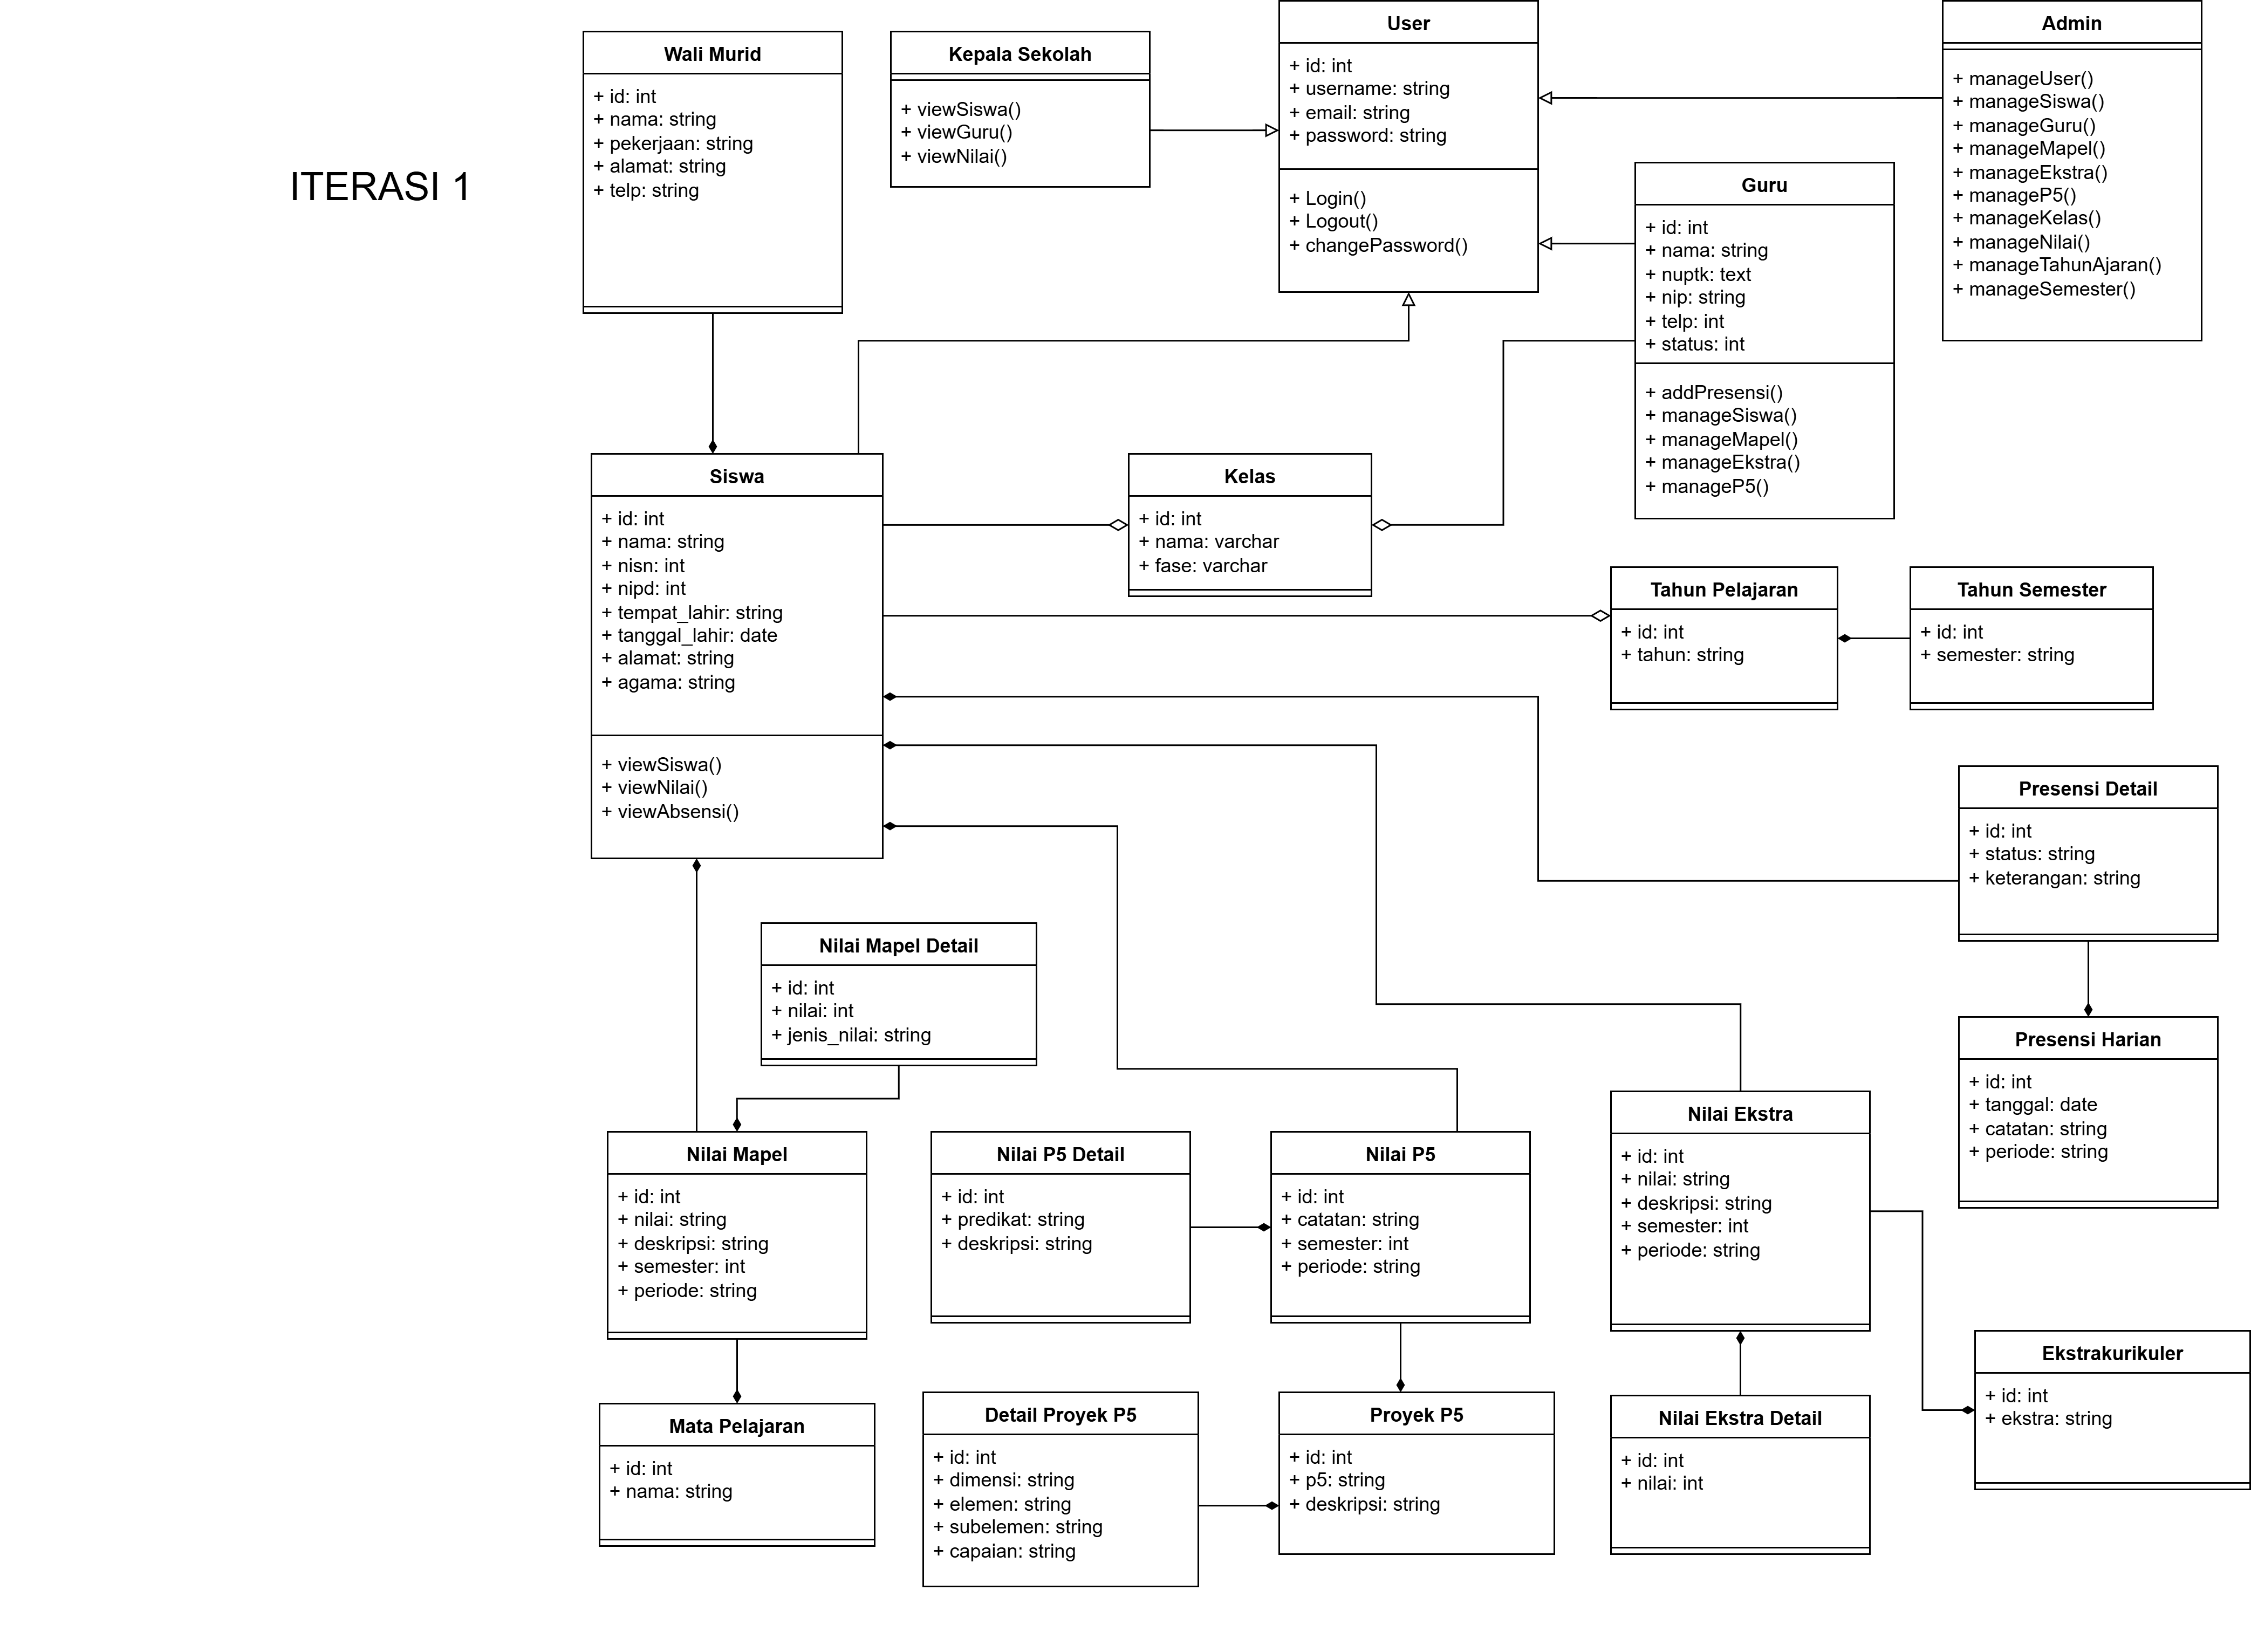 ITERASI 1
Wali Murid
+ id: int
+ nama: string
+ pekerjaan: string
+ alamat: string
+ telp: string
Kepala Sekolah
+ viewSiswa()
+ viewGuru()
+ viewNilai()
User
+ id: int
+ username: string
+ email: string
+ password: string
+ Login()
+ Logout()
+ changePassword()
Admin
+ manageUser()
+ manageSiswa()
+ manageGuru()
+ manageMapel()
+ manageEkstra()
+ manageP5()
+ manageKelas()
+ manageNilai()
+ manageTahunAjaran()
+ manageSemester()
Guru
+ id: int
+ nama: string
+ nuptk: text
+ nip: string
+ telp: int
+ status: int
+ addPresensi()
+ manageSiswa()
+ manageMapel()
+ manageEkstra()
+ manageP5()
Siswa
+ id: int
+ nama: string
+ nisn: int
+ nipd: int
+ tempat_lahir: string
+ tanggal_lahir: date
+ alamat: string
+ agama: string
+ viewSiswa()
+ viewNilai()
+ viewAbsensi()
Kelas
+ id: int
+ nama: varchar
+ fase: varchar
Tahun Pelajaran
+ id: int
+ tahun: string
Tahun Semester
+ id: int
+ semester: string
Presensi Detail
+ id: int
+ status: string
+ keterangan: string
Nilai Mapel Detail
+ id: int
+ nilai: int
+ jenis_nilai: string
Presensi Harian
+ id: int
+ tanggal: date
+ catatan: string
+ periode: string
Nilai Mapel
+ id: int
+ nilai: string
+ deskripsi: string
+ semester: int
+ periode: string
Nilai P5 Detail
+ id: int
+ predikat: string
+ deskripsi: string
Nilai P5
+ id: int
+ catatan: string
+ semester: int
+ periode: string
Nilai Ekstra
+ id: int
+ nilai: string
+ deskripsi: string
+ semester: int
+ periode: string
Ekstrakurikuler
+ id: int
+ ekstra: string
Mata Pelajaran
+ id: int
+ nama: string
Detail Proyek P5
+ id: int
+ dimensi: string
+ elemen: string
+ subelemen: string
+ capaian: string
Proyek P5
+ id: int
+ p5: string
+ deskripsi: string
Nilai Ekstra Detail
+ id: int
+ nilai: int